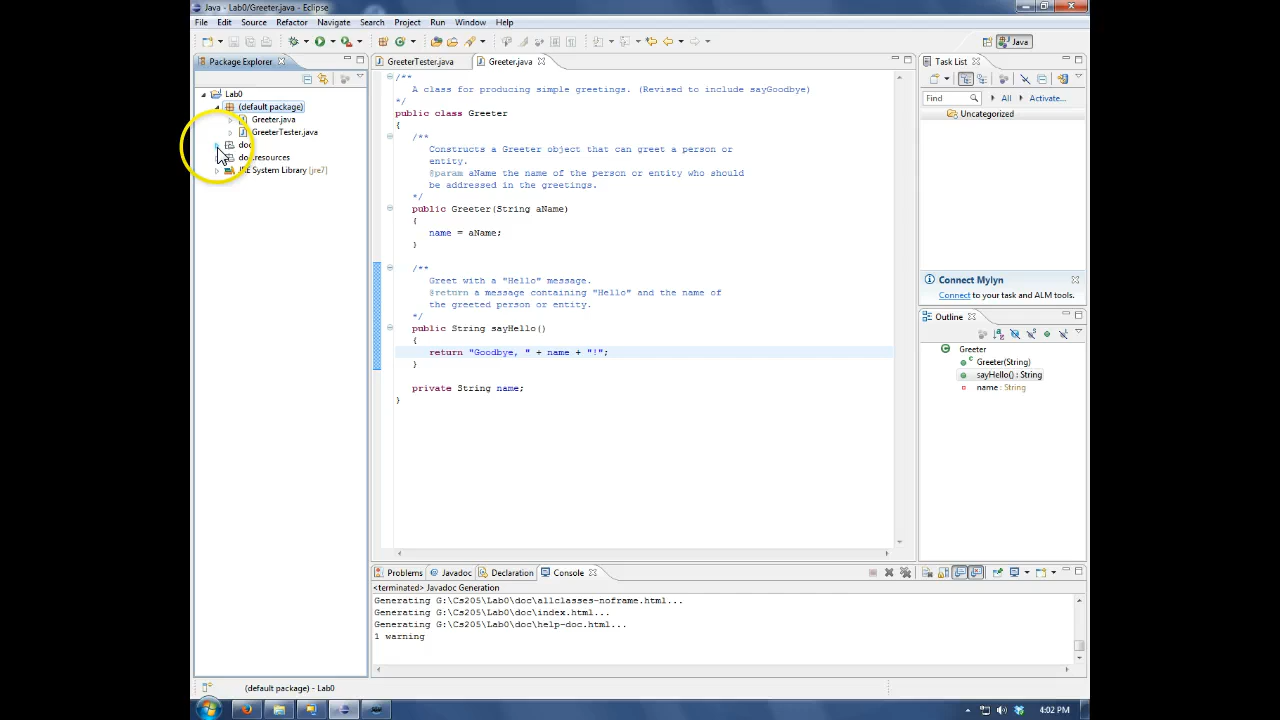 Java - Lab0/Greeter.java - Eclipse
File Edit Source Refactor Navigate Search Project Run Window Help
Java
Package Explorer
Lab0
(default package)
Greeter.java
GreeterTester.java
JRE System Library [jre7]
GreeterTester.java
Greeter.java
/**
A class for producing simple greetings. (Revised to include sayGoodbye)
*/
public class Greeter
{
/**
Constructs a Greeter object that can greet a person or
entity.
@param aName the name of the person or entity who should
be addressed in the greetings.
*/
public Greeter(String aName)
{
name = aName;
}
/**
Greet with a "Hello" message.
@return a message containing "Hello" and the name of
the greeted person or entity.
*/
public String sayHello()
{
return "Goodbye, " + name + "!";
}
private String name;
}
Task List
Find All Activate...
Uncategorized
Connect Mylyn
Connect to your task and ALM tools.
Outline
Greeter
Greeter(String)
sayHello() : String
name : String
Problems @ Javadoc Declaration Console
<terminated> Javadoc Generation
Generating G:\Cs205\Lab0\doc\allclasses-noframe.html...
Generating G:\Cs205\Lab0\doc\index.html...
Generating G:\Cs205\Lab0\doc\help-doc.html...
1 warning
(default package) - Lab0
4:02 PM